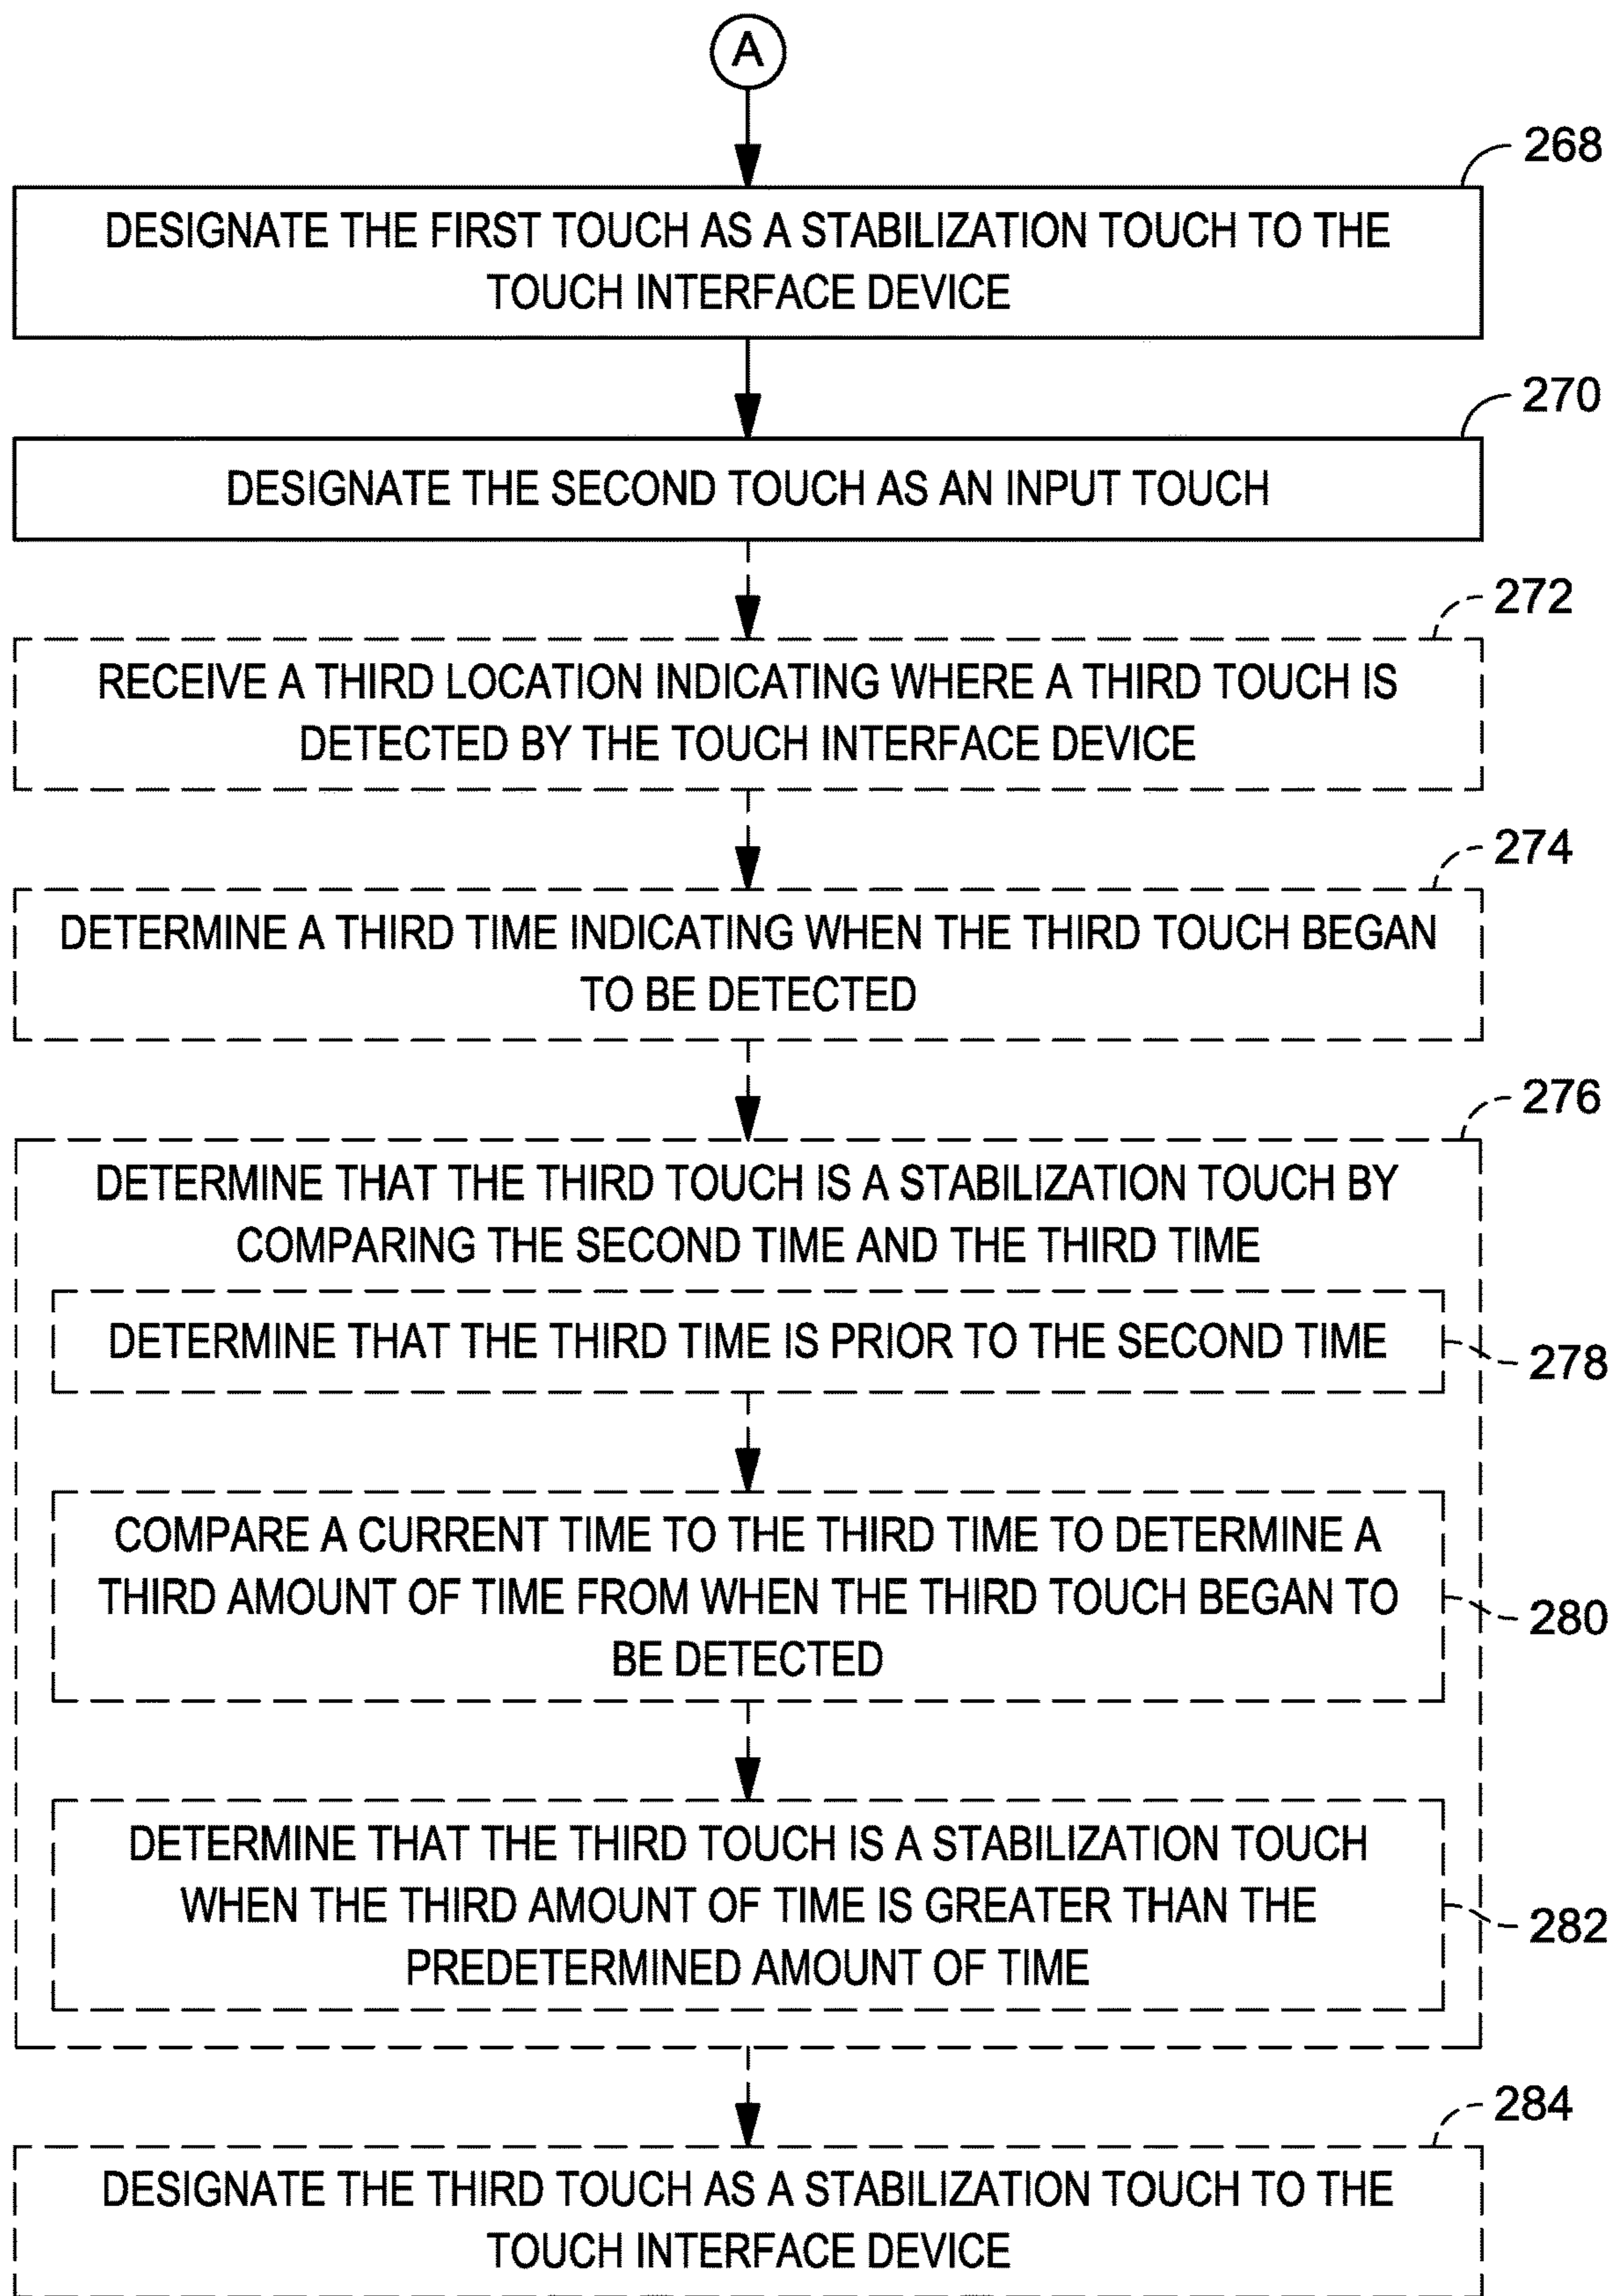 A
268
DESIGNATE THE FIRST TOUCH AS A STABILIZATION TOUCH TO THE
TOUCH INTERFACE DEVICE
270
DESIGNATE THE SECOND TOUCH AS AN INPUT TOUCH
272
RECEIVE A THIRD LOCATION INDICATING WHERE A THIRD TOUCH IS
DETECTED BY THE TOUCH INTERFACE DEVICE
274
DETERMINE A THIRD TIME INDICATING WHEN THE THIRD TOUCH BEGAN
TO BE DETECTED
276
DETERMINE THAT THE THIRD TOUCH IS A STABILIZATION TOUCH BY
COMPARING THE SECOND TIME AND THE THIRD TIME
DETERMINE THAT THE THIRD TIME IS PRIOR TO THE SECOND TIME
278
COMPARE A CURRENT TIME TO THE THIRD TIME TO DETERMINE A
THIRD AMOUNT OF TIME FROM WHEN THE THIRD TOUCH BEGAN TO
BE DETECTED
280
DETERMINE THAT THE THIRD TOUCH IS A STABILIZATION TOUCH
WHEN THE THIRD AMOUNT OF TIME IS GREATER THAN THE
PREDETERMINED AMOUNT OF TIME
282
284
DESIGNATE THE THIRD TOUCH AS A STABILIZATION TOUCH TO THE
TOUCH INTERFACE DEVICE